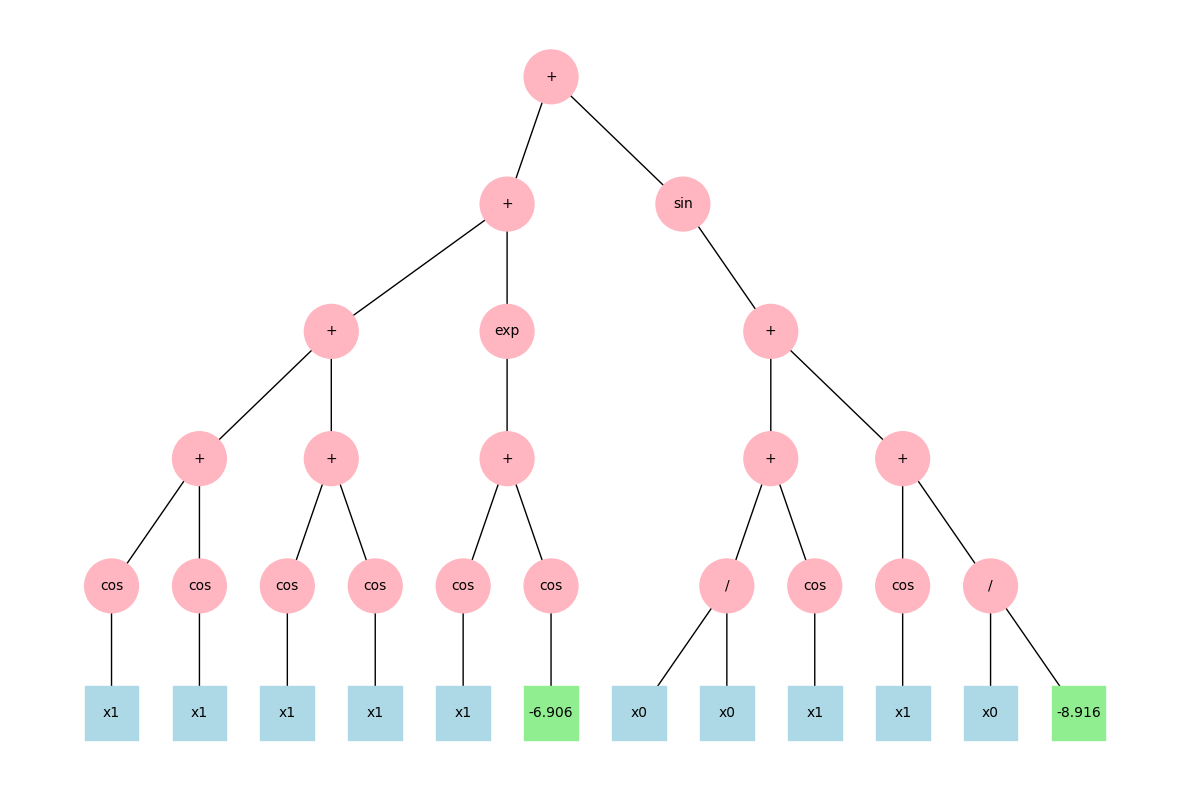 +
+ sin
+ exp +
+ + + + +
cos cos cos cos cos cos / cos cos /
x1 x1 x1 x1 x1 -6.906 x0 x0 x1 x1 x0 -8.916